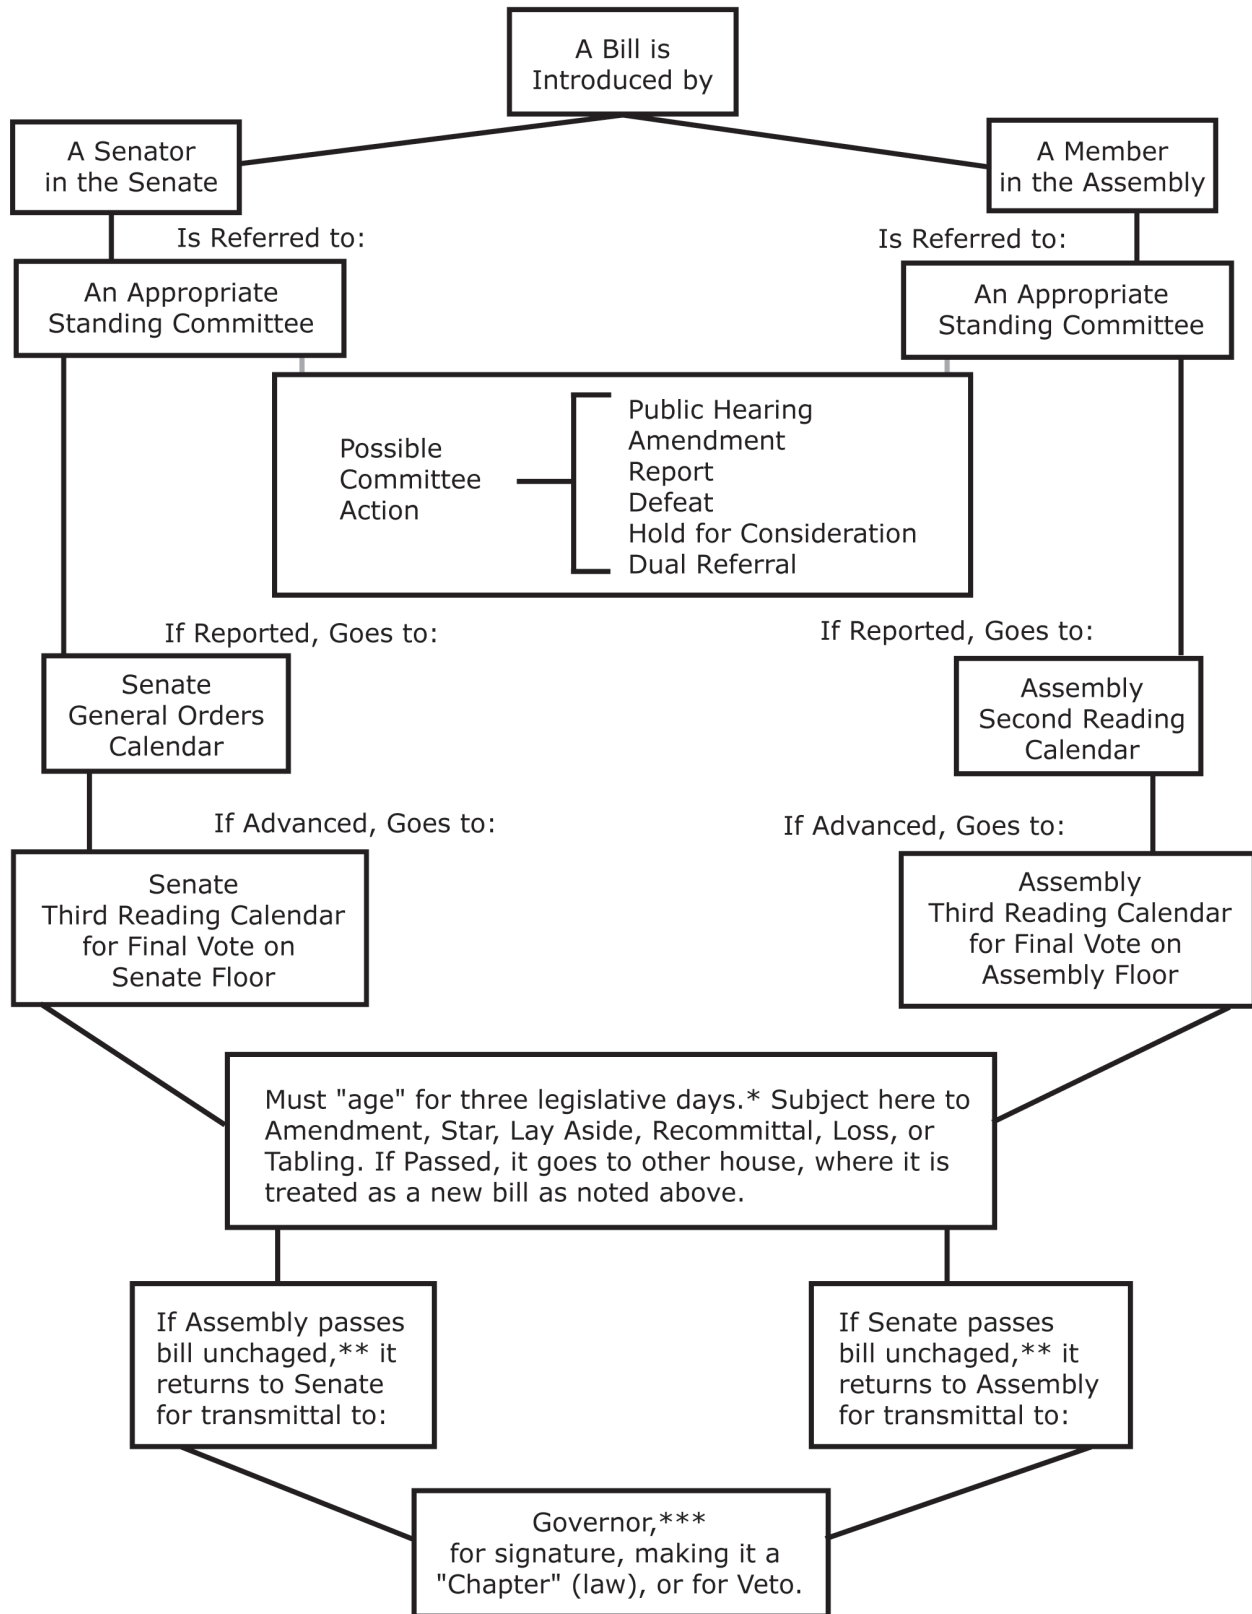 A Bill is
Introduced by
A Senator
in the Senate
A Member
in the Assembly
Is Referred to:
Is Referred to:
An Appropriate
Standing Committee
An Appropriate
Standing Committee
Possible
Committee
Action
Public Hearing
Amendment
Report
Defeat
Hold for Consideration
Dual Referral
If Reported, Goes to:
If Reported, Goes to:
Senate
General Orders
Calendar
Assembly
Second Reading
Calendar
If Advanced, Goes to:
If Advanced, Goes to:
Senate
Third Reading Calendar
for Final Vote on
Senate Floor
Assembly
Third Reading Calendar
for Final Vote on
Assembly Floor
Must "age" for three legislative days.* Subject here to
Amendment, Star, Lay Aside, Recommittal, Loss, or
Tabling. If Passed, it goes to other house, where it is
treated as a new bill as noted above.
If Assembly passes
bill unchaged,** it
returns to Senate
for transmittal to:
If Senate passes
bill unchaged,** it
returns to Assembly
for transmittal to:
Governor,***
for signature, making it a
"Chapter" (law), or for Veto.